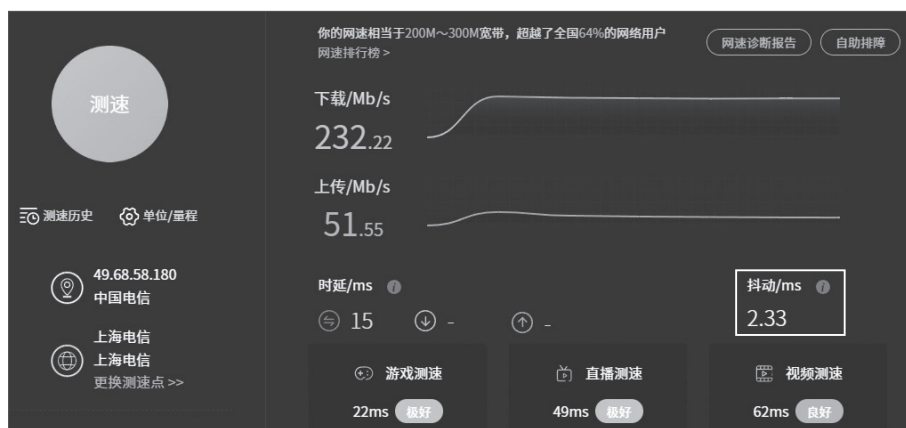 你的网速相当于200M～300M宽带，超越了全国64%的网络用户
网速排行榜 >
网速诊断报告
自助排障
测速
下载/Mb/s
232.22
上传/Mb/s
51.55
测速历史
单位/量程
49.68.58.180
中国电信
上海电信
上海电信
更换测速点 >>
时延/ms
抖动/ms
15
-
-
2.33
游戏测速
直播测速
视频测速
22ms 极好
49ms 极好
62ms 良好